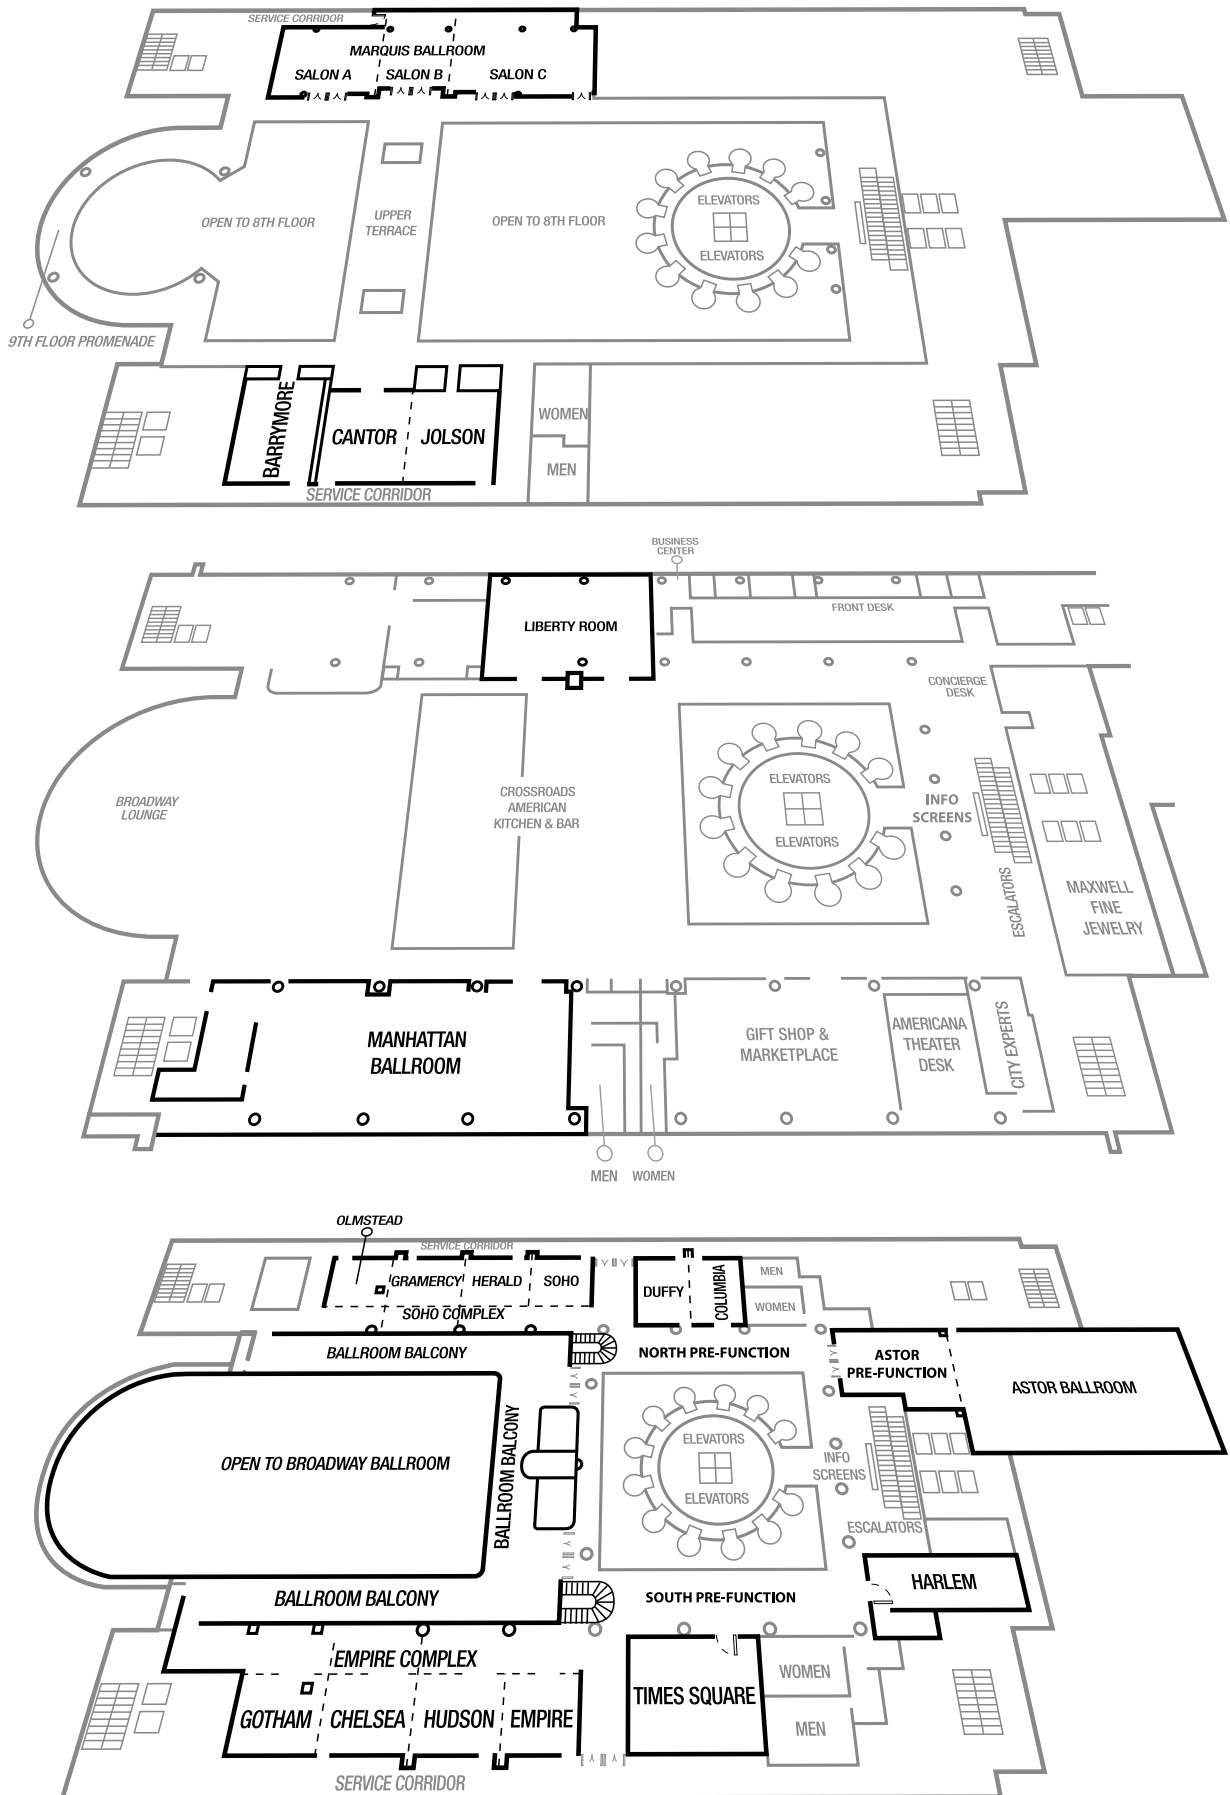 SERVICE CORRIDOR
MARQUIS BALLROOM
SALON A
SALON B
SALON C
OPEN TO 8TH FLOOR
UPPER
TERRACE
OPEN TO 8TH FLOOR
ELEVATORS
ELEVATORS
9TH FLOOR PROMENADE
BARRYMORE
CANTOR
JOLSON
WOMEN
MEN
SERVICE CORRIDOR
BUSINESS
CENTER
LIBERTY ROOM
FRONT DESK
CONCIERGE
DESK
BROADWAY
LOUNGE
CROSSROADS
AMERICAN
KITCHEN & BAR
ELEVATORS
ELEVATORS
INFO
SCREENS
ESCALATORS
MAXWELL
FINE
JEWELRY
MANHATTAN
BALLROOM
GIFT SHOP &
MARKETPLACE
AMERICANA
THEATER
DESK
CITY EXPERTS
MEN
WOMEN
OLMSTEAD
SERVICE CORRIDOR
GRAMERCY
HERALD
SOHO
SOHO COMPLEX
DUFFY
COLUMBIA
MEN
WOMEN
BALLROOM BALCONY
NORTH PRE-FUNCTION
ASTOR
PRE-FUNCTION
ASTOR BALLROOM
OPEN TO BROADWAY BALLROOM
BALLROOM BALCONY
ELEVATORS
ELEVATORS
INFO
SCREENS
ESCALATORS
HARLEM
BALLROOM BALCONY
SOUTH PRE-FUNCTION
EMPIRE COMPLEX
GOTHAM
CHELSEA
HUDSON
EMPIRE
TIMES SQUARE
WOMEN
MEN
SERVICE CORRIDOR